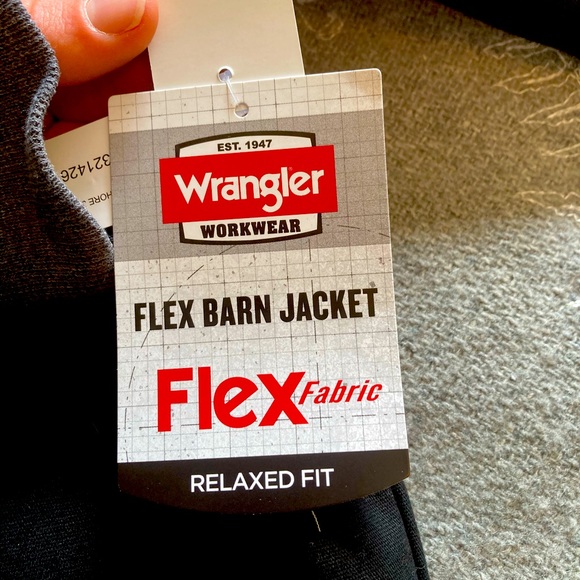 EST. 1947
Wrangler
WORKWEAR
FLEX BARN JACKET
Flex Fabric
RELAXED FIT